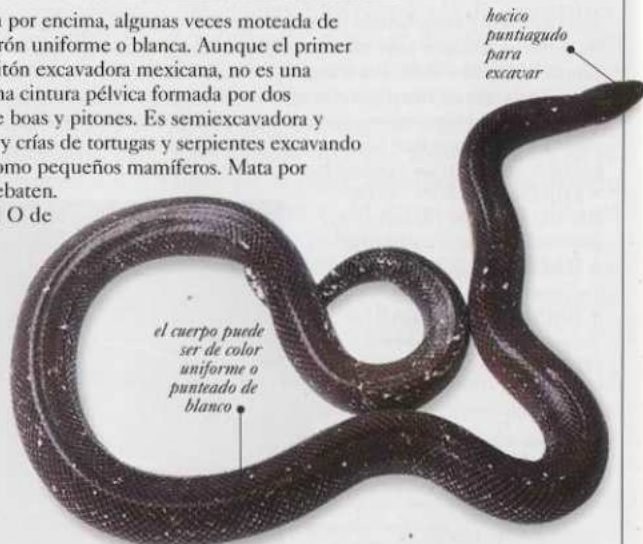 por encima, algunas veces moteada de
rón uniforme o blanca. Aunque el primer
itón excavadora mexicana, no es una
na cintura pélvica formada por dos
e boas y pitones. Es semiexcavadora y
y crías de tortugas y serpientes excavando
omo pequeños mamíferos. Mata por
ebaten.
O de
hocico
puntiagudo
para
excavar
el cuerpo puede
ser de color
uniforme o
punteado de
blanco